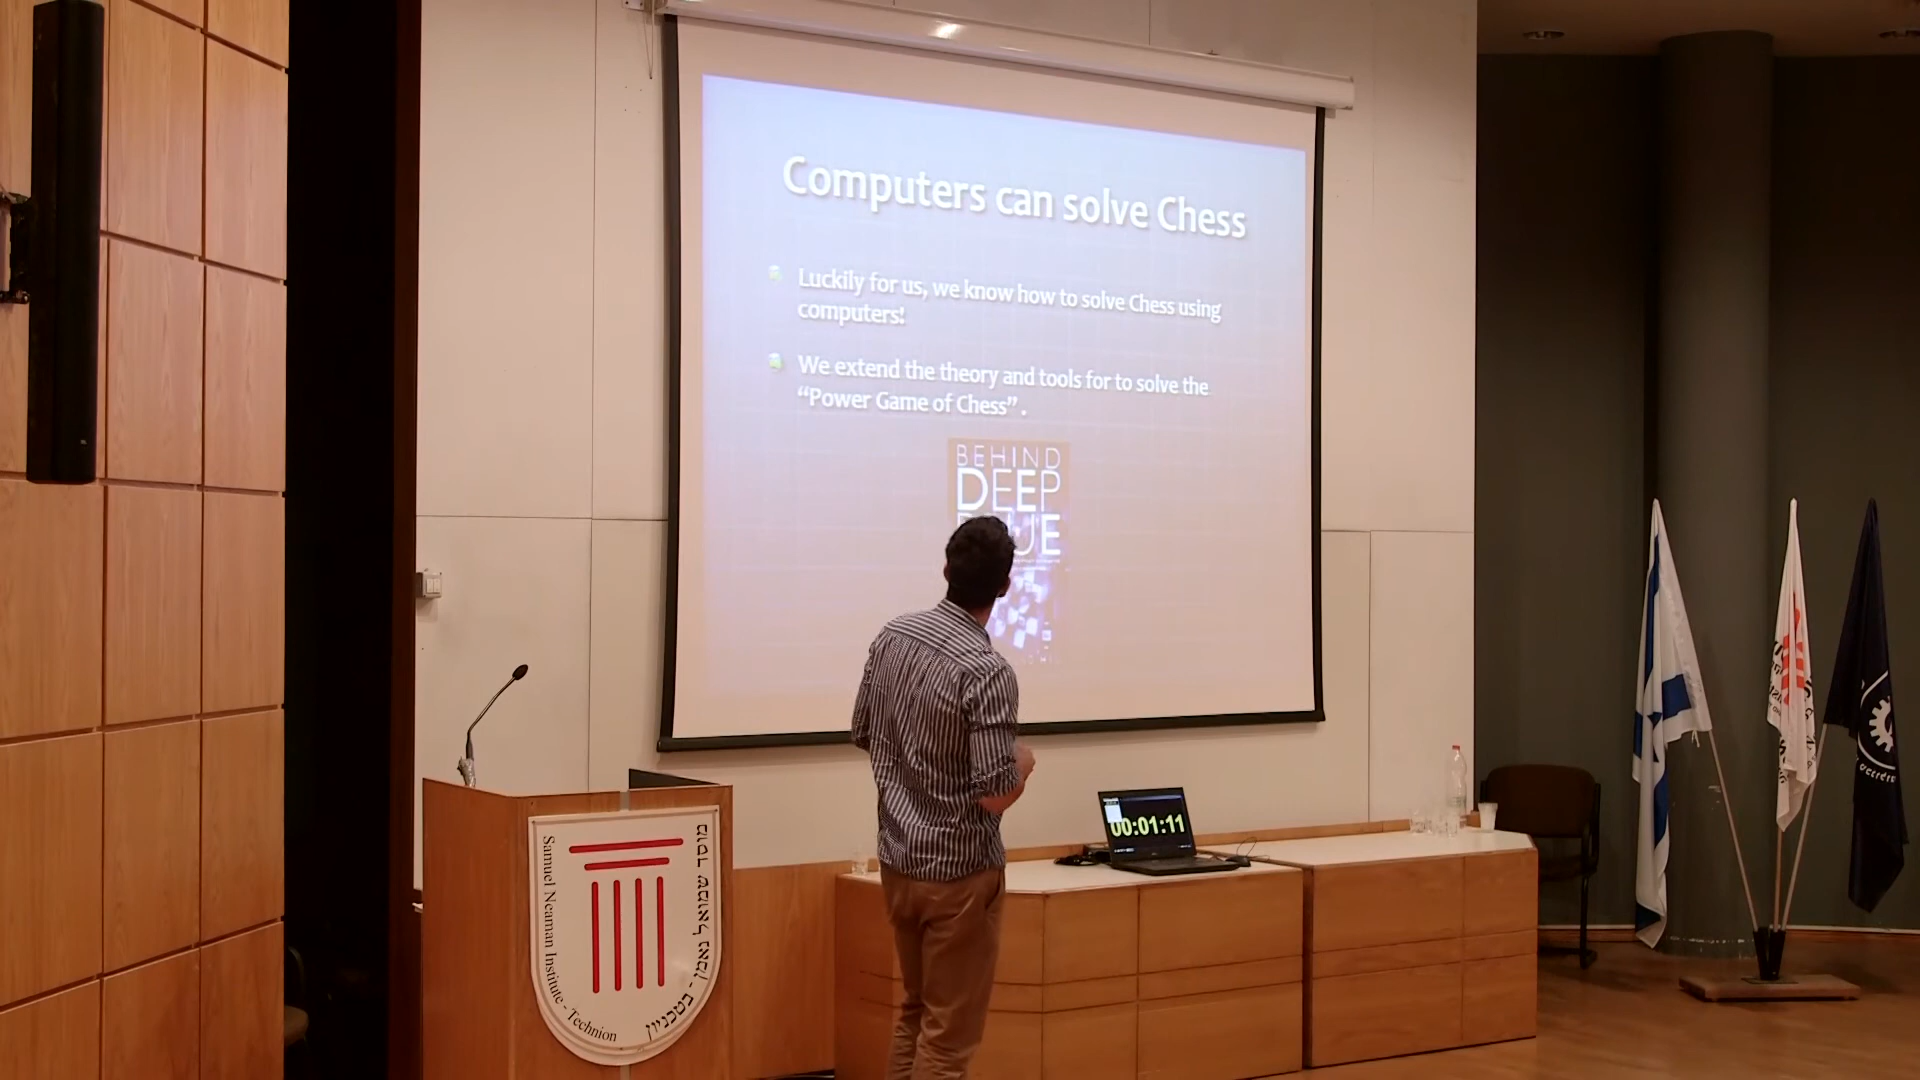 Computers can solve Chess
Luckily for us, we know how to solve Chess using
computers!
We extend the theory and tools for to solve the
“Power Game of Chess” .
BEHIND
DEEP
00:01:11
Samuel Neaman Institute - Technion
מוסד שמואל נאמן - בטכניון